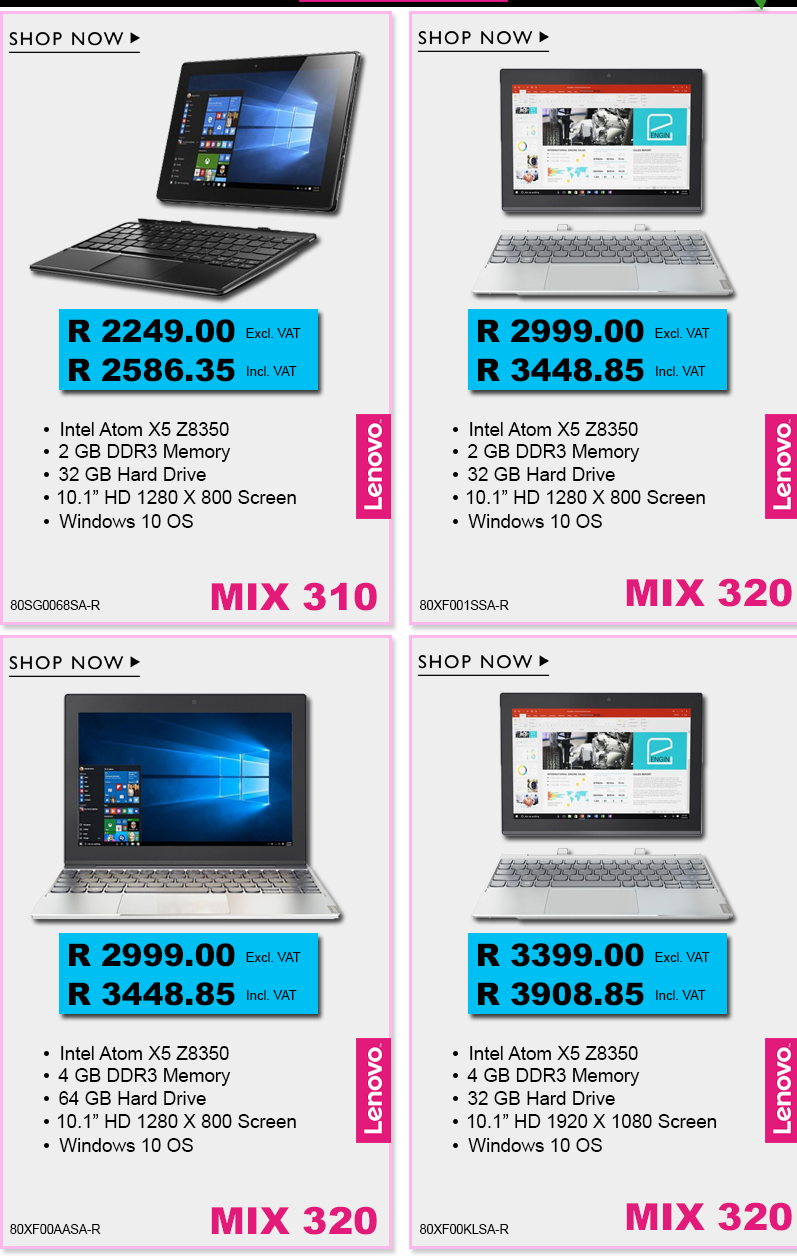 SHOP NOW
R 2249.00 Excl. VAT
R 2586.35 Incl. VAT
• Intel Atom X5 Z8350
• 2 GB DDR3 Memory
• 32 GB Hard Drive
• 10.1” HD 1280 X 800 Screen
• Windows 10 OS
Lenovo
80SG0068SA-R
MIX 310
SHOP NOW
ENGIN
R 2999.00 Excl. VAT
R 3448.85 Incl. VAT
• Intel Atom X5 Z8350
• 2 GB DDR3 Memory
• 32 GB Hard Drive
• 10.1” HD 1280 X 800 Screen
• Windows 10 OS
Lenovo
80XF001SSA-R
MIX 320
SHOP NOW
R 2999.00 Excl. VAT
R 3448.85 Incl. VAT
• Intel Atom X5 Z8350
• 4 GB DDR3 Memory
• 64 GB Hard Drive
• 10.1” HD 1280 X 800 Screen
• Windows 10 OS
Lenovo
80XF00AASA-R
MIX 320
SHOP NOW
ENGIN
R 3399.00 Excl. VAT
R 3908.85 Incl. VAT
• Intel Atom X5 Z8350
• 4 GB DDR3 Memory
• 32 GB Hard Drive
• 10.1” HD 1920 X 1080 Screen
• Windows 10 OS
Lenovo
80XF00KLSA-R
MIX 320